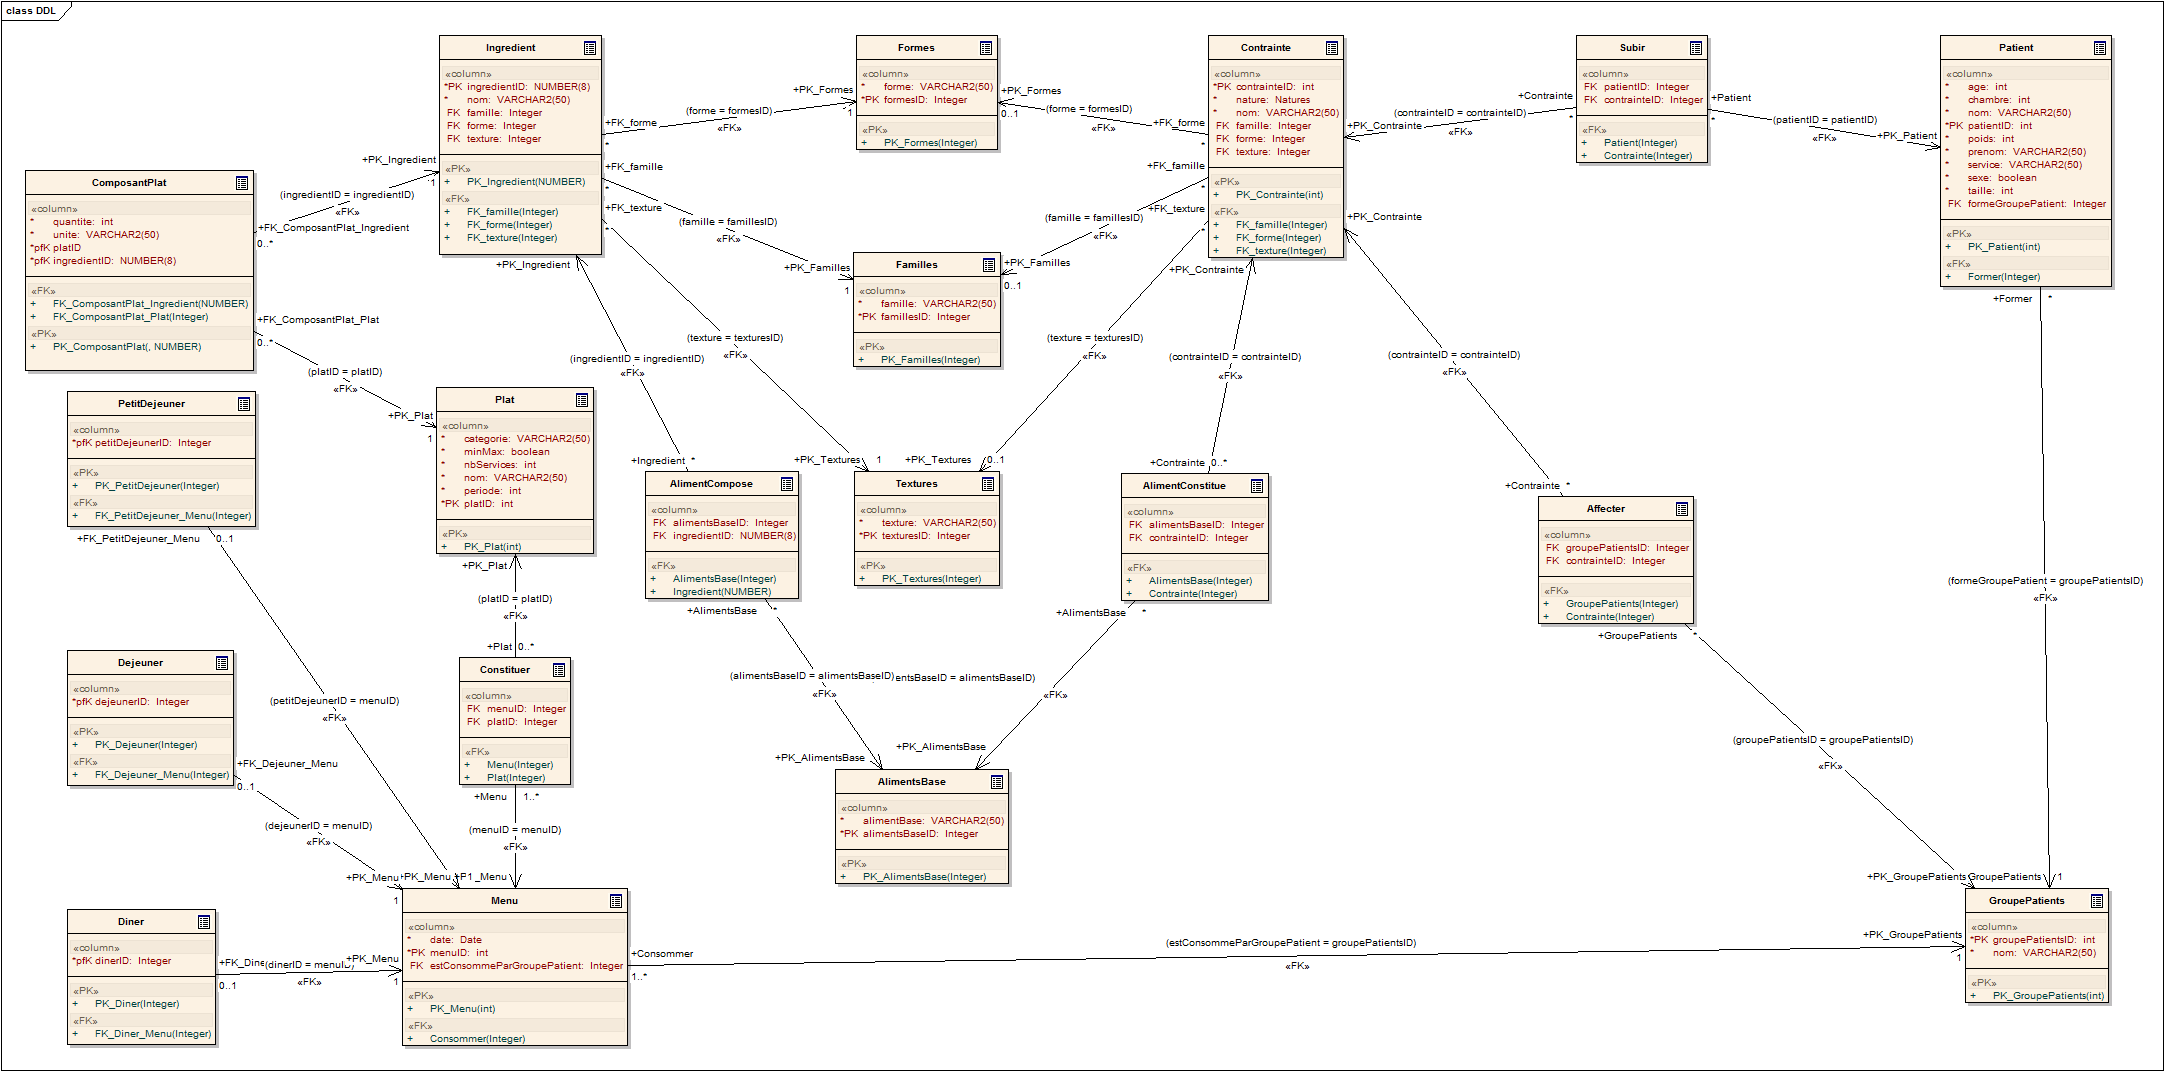 class DDL
Ingredient
«column»
*PK ingredientID: NUMBER(8)
* nom: VARCHAR2(50)
FK famille: Integer
FK forme: Integer
FK texture: Integer
«PK»
+ PK_Ingredient(NUMBER)
«FK»
+ FK_famille(Integer)
+ FK_forme(Integer)
+ FK_texture(Integer)
Formes
«column»
* forme: VARCHAR2(50)
*PK formesID: Integer
«PK»
+ PK_Formes(Integer)
Contrainte
«column»
*PK contrainteID: int
* nature: Natures
* nom: VARCHAR2(50)
FK famille: Integer
FK forme: Integer
FK texture: Integer
«PK»
+ PK_Contrainte(int)
«FK»
+ FK_famille(Integer)
+ FK_forme(Integer)
+ FK_texture(Integer)
Subir
«column»
FK patientID: Integer
FK contrainteID: Integer
«FK»
+ Patient(Integer)
+ Contrainte(Integer)
Patient
«column»
* age: int
* chambre: int
* nom: VARCHAR2(50)
*PK patientID: int
* poids: int
* prenom: VARCHAR2(50)
* service: VARCHAR2(50)
* sexe: boolean
* taille: int
FK formeGroupePatient: Integer
«PK»
+ PK_Patient(int)
«FK»
+ Former(Integer)
+FK_forme
*
(forme = formesID)
«FK»
+PK_Formes
1
+PK_Formes
0..1
(forme = formesID)
«FK»
+FK_forme
*
+Contrainte
*
(contrainteID = contrainteID)
«FK»
+PK_Contrainte
+Patient
*
(patientID = patientID)
«FK»
+PK_Patient
ComposantPlat
«column»
* quantite: int
* unite: VARCHAR2(50)
*pfK platID
*pfK ingredientID: NUMBER(8)
«FK»
+ FK_ComposantPlat_Ingredient(NUMBER)
+ FK_ComposantPlat_Plat(Integer)
«PK»
+ PK_ComposantPlat(, NUMBER)
+PK_Ingredient
1
(ingredientID = ingredientID)
«FK»
+FK_ComposantPlat_Ingredient
0..*
+FK_famille
*
(famille = famillesID)
«FK»
+PK_Familles
1
+FK_texture
*
(texture = texturesID)
«FK»
+PK_Textures
1
+FK_famille
*
(famille = famillesID)
«FK»
+PK_Familles
0..1
+FK_texture
*
(texture = texturesID)
«FK»
+PK_Textures
0..1
Familles
«column»
* famille: VARCHAR2(50)
*PK famillesID: Integer
«PK»
+ PK_Familles(Integer)
+PK_Ingredient
(ingredientID = ingredientID)
«FK»
+Ingredient
*
+PK_Contrainte
(contrainteID = contrainteID)
«FK»
+Contrainte
0..*
+PK_Contrainte
(contrainteID = contrainteID)
«FK»
+Contrainte
*
+Former
*
(formeGroupePatient = groupePatientsID)
«FK»
GroupePatients
1
+FK_ComposantPlat_Plat
0..*
(platID = platID)
«FK»
+PK_Plat
1
PetitDejeuner
«column»
*pfK petitDejeunerID: Integer
«PK»
+ PK_PetitDejeuner(Integer)
«FK»
+ FK_PetitDejeuner_Menu(Integer)
Plat
«column»
* categorie: VARCHAR2(50)
* minMax: boolean
* nbServices: int
* nom: VARCHAR2(50)
* periode: int
*PK platID: int
«PK»
+ PK_Plat(int)
AlimentCompose
«column»
FK alimentsBaseID: Integer
FK ingredientID: NUMBER(8)
«FK»
+ AlimentsBase(Integer)
+ Ingredient(NUMBER)
Textures
«column»
* texture: VARCHAR2(50)
*PK texturesID: Integer
«PK»
+ PK_Textures(Integer)
AlimentConstitue
«column»
FK alimentsBaseID: Integer
FK contrainteID: Integer
«FK»
+ AlimentsBase(Integer)
+ Contrainte(Integer)
Affecter
«column»
FK groupePatientsID: Integer
FK contrainteID: Integer
«FK»
+ GroupePatients(Integer)
+ Contrainte(Integer)
+FK_PetitDejeuner_Menu
0..1
(petitDejeunerID = menuID)
«FK»
+PK_Menu
+PK_Plat
(platID = platID)
«FK»
+Plat
0..*
+AlimentsBase
*
(alimentsBaseID = alimentsBaseID)
«FK»
+PK_AlimentsBase
+AlimentsBase
*
entsBaseID = alimentsBaseID)
«FK»
+PK_AlimentsBase
+GroupePatients
*
(groupePatientsID = groupePatientsID)
«FK»
+PK_GroupePatients
Dejeuner
«column»
*pfK dejeunerID: Integer
«PK»
+ PK_Dejeuner(Integer)
«FK»
+ FK_Dejeuner_Menu(Integer)
Constituer
«column»
FK menuID: Integer
FK platID: Integer
«FK»
+ Menu(Integer)
+ Plat(Integer)
+FK_Dejeuner_Menu
0..1
(dejeunerID = menuID)
«FK»
+PK_Menu
1
+Menu
1..*
(menuID = menuID)
«FK»
_Menu
AlimentsBase
«column»
* alimentBase: VARCHAR2(50)
*PK alimentsBaseID: Integer
«PK»
+ PK_AlimentsBase(Integer)
Diner
«column»
*pfK dinerID: Integer
«PK»
+ PK_Diner(Integer)
«FK»
+ FK_Diner_Menu(Integer)
+FK_Dine
0..1
(dinerID = menuID)
«FK»
+PK_Menu
1
Menu
«column»
* date: Date
*PK menuID: int
FK estConsommeParGroupePatient: Integer
«PK»
+ PK_Menu(int)
«FK»
+ Consommer(Integer)
+Consommer
1..*
(estConsommeParGroupePatient = groupePatientsID)
«FK»
+PK_GroupePatients
1
GroupePatients
«column»
*PK groupePatientsID: int
* nom: VARCHAR2(50)
«PK»
+ PK_GroupePatients(int)